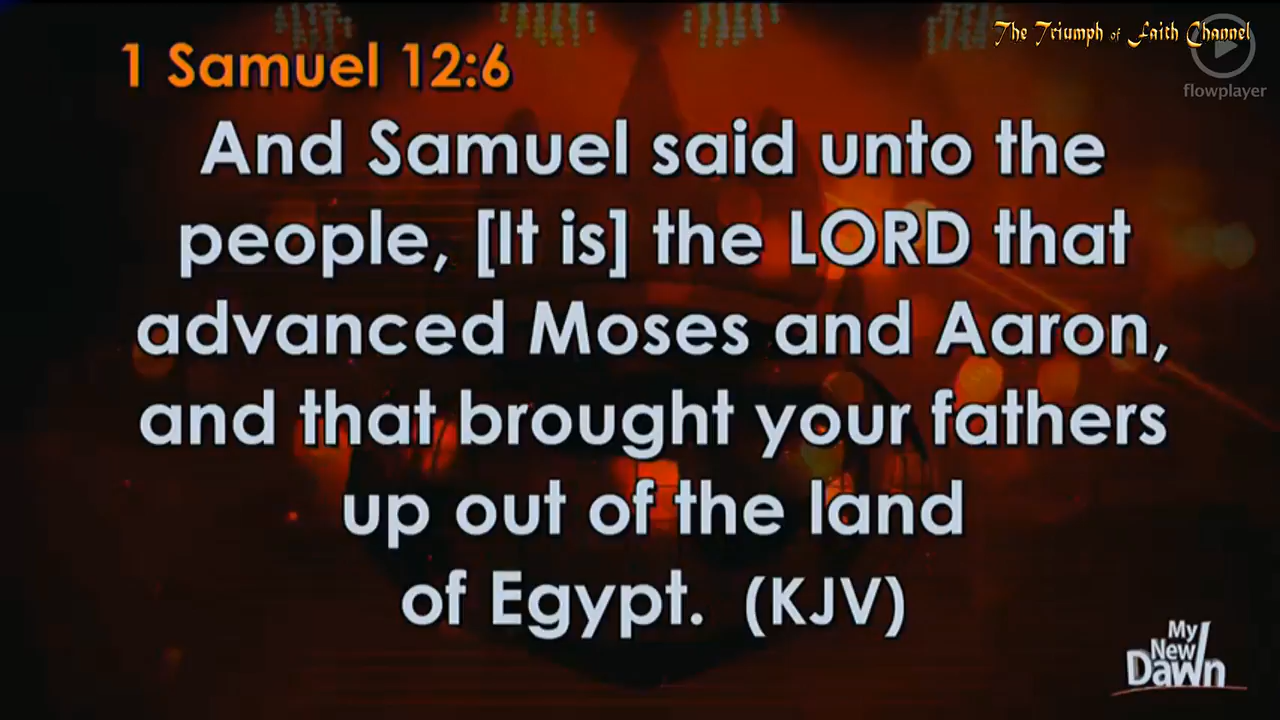 The Triumph of Faith Channel
flowplayer
1 Samuel 12:6
And Samuel said unto the
people, [It is] the LORD that
advanced Moses and Aaron,
and that brought your fathers
up out of the land
of Egypt. (KJV)
My
New
Dawn